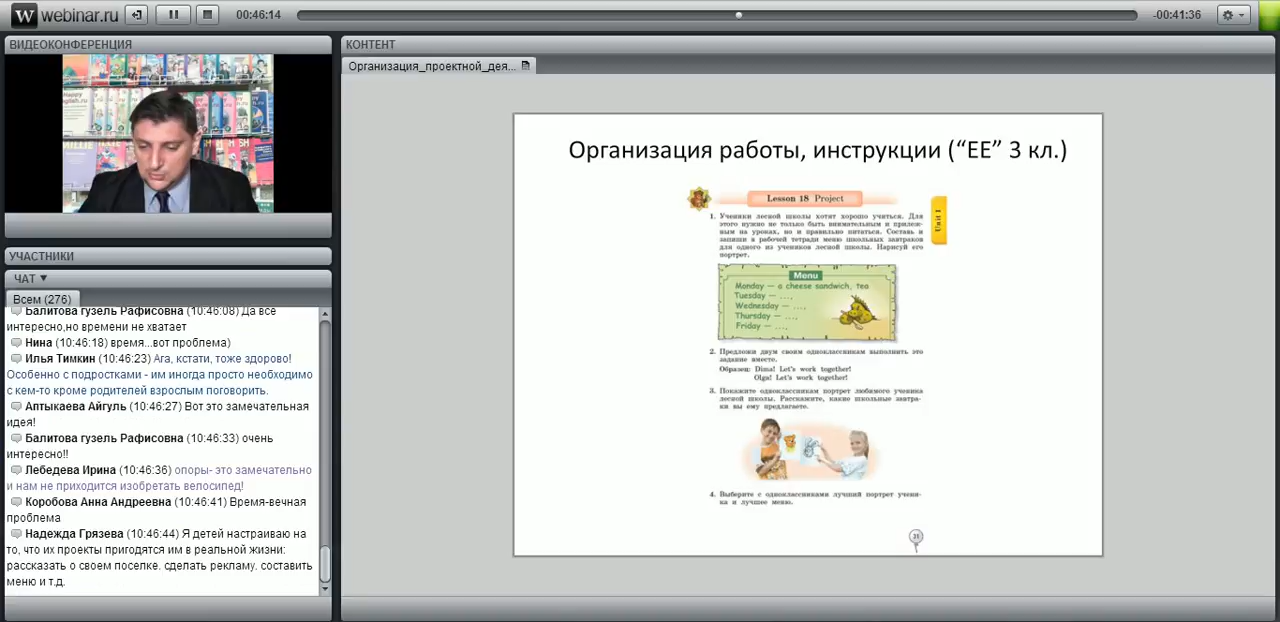 webinar.ru
00:46:14
-00:41:36
ВИДЕОКОНФЕРЕНЦИЯ
УЧАСТНИКИ
ЧАТ
Всем (276)
Балитова гузель Рафисовна (10:46:08) Да все
интересно,но времени не хватает
Нина (10:46:18) время...вот проблема)
Илья Тимкин (10:46:23) Ага, кстати, тоже здорово!
Особенно с подростками - им иногда просто необходимо
с кем-то кроме родителей взрослым поговорить.
Аптыкаева Айгуль (10:46:27) Вот это замечательная
идея!
Балитова гузель Рафисовна (10:46:33) очень
интересно!!
Лебедева Ирина (10:46:36) опоры- это замечательно
и нам не приходится изобретать велосипед!
Коробова Анна Андреевна (10:46:41) Время-вечная
проблема
Надежда Грязева (10:46:44) Я детей настраиваю на
то, что их проекты пригодятся им в реальной жизни:
рассказать о своем поселке. сделать рекламу. составить
меню и т.д.
КОНТЕНТ
Организация_проектной_дея...
Организация работы, инструкции (“ЕЕ” 3 кл.)
Lesson 18 Project
Unit 1
1. Ученики лесной школы хотят хорошо учиться. Для
этого нужно не только быть внимательным и прилеж-
ным на уроках, но и правильно питаться. Составь и
запиши в рабочей тетради меню школьных завтраков
для одного из учеников лесной школы. Нарисуй его
портрет.
Menu
Monday — a cheese sandwich, tea
Tuesday — ...,
Wednesday — ...,
Thursday — ...,
Friday — ...,
2. Предложи двум своим одноклассникам выполнить это
задание вместе.
Образец: Dima! Let's work together!
Olga! Let's work together!
3. Покажите одноклассникам портрет любимого ученика
лесной школы. Расскажите, какие школьные завтра-
ки вы ему предлагаете.
4. Выберите с одноклассниками лучший портрет учени-
ка и лучшее меню.
31